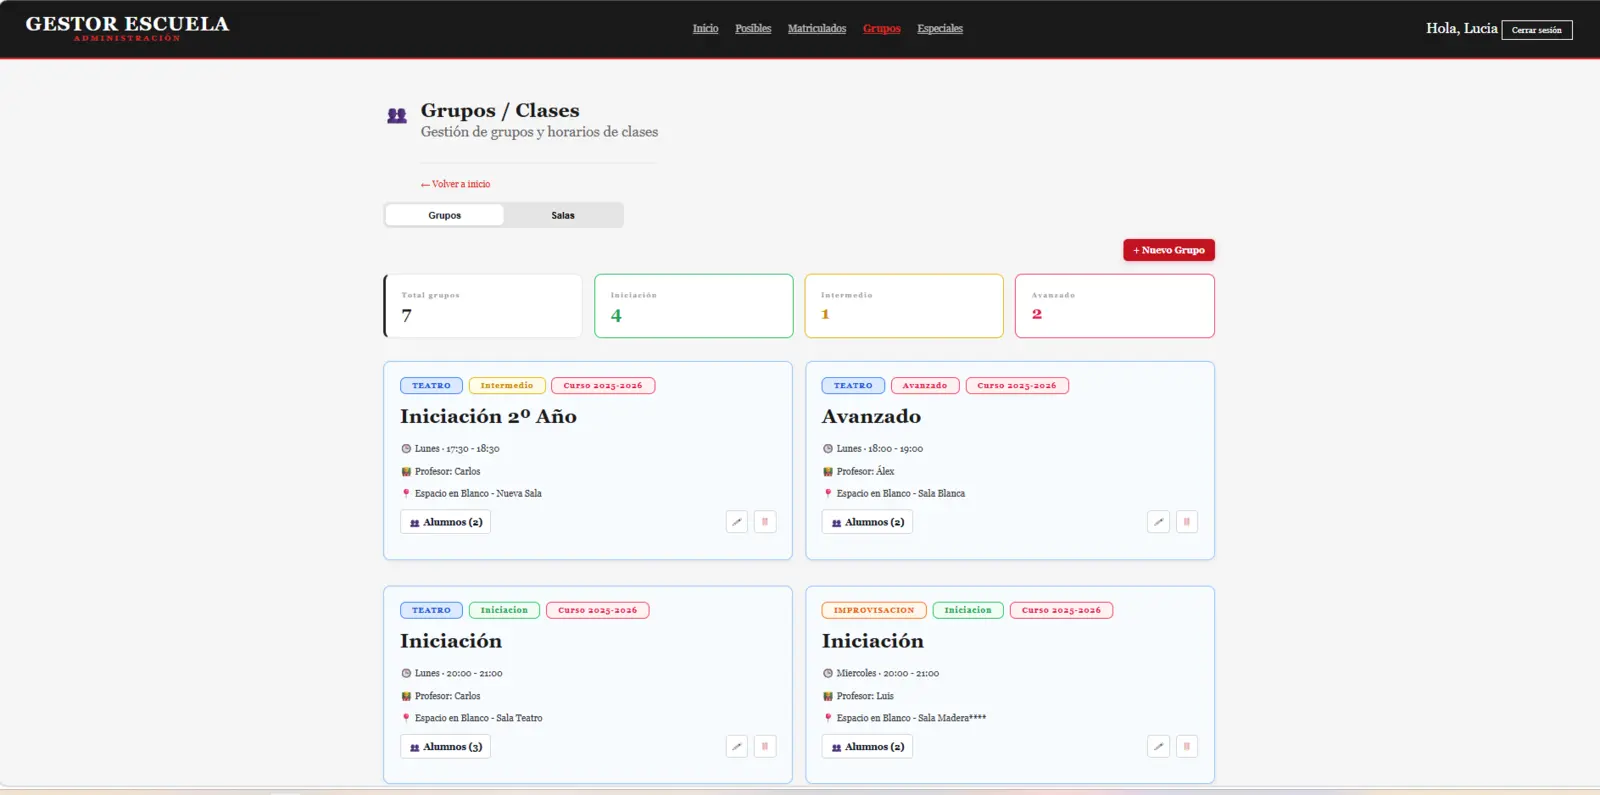 GESTOR ESCUELA
ADMINISTRACIÓN
Inicio Posibles Matriculados Grupos Especiales
Hola, Lucia Cerrar sesión
Grupos / Clases
Gestión de grupos y horarios de clases
← Volver a inicio
Grupos Salas
+ Nuevo Grupo
Total grupos
7
Iniciación
4
Intermedio
1
Avanzado
2
TEATRO Intermedio Curso 2025-2026
Iniciación 2º Año
Lunes · 17:30 - 18:30
Profesor: Carlos
Espacio en Blanco - Nueva Sala
Alumnos (2)
TEATRO Avanzado Curso 2025-2026
Avanzado
Lunes · 18:00 - 19:00
Profesor: Álex
Espacio en Blanco - Sala Blanca
Alumnos (2)
TEATRO Iniciacion Curso 2025-2026
Iniciación
Lunes · 20:00 - 21:00
Profesor: Carlos
Espacio en Blanco - Sala Teatro
Alumnos (3)
IMPROVISACION Iniciacion Curso 2025-2026
Iniciación
Miercoles · 20:00 - 21:00
Profesor: Luis
Espacio en Blanco - Sala Madera****
Alumnos (2)